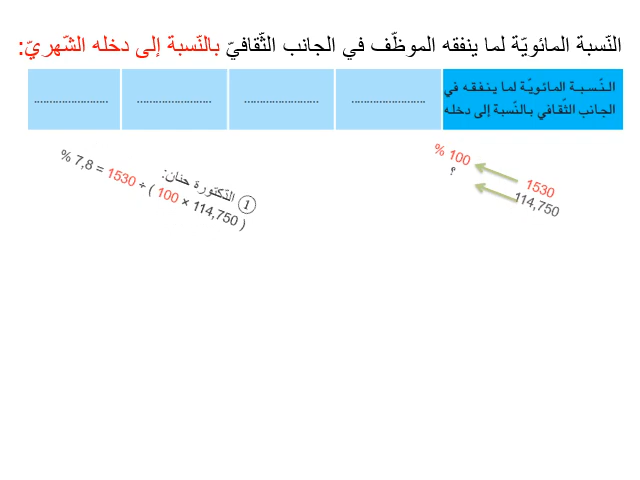 النّسبة المائويّة لما ينفقه الموظّف في الجانب الثّقافيّ بالنّسبة إلى دخله الشّهريّ:
النّسبة المائويّة لما ينفقه في
الجانب الثّقافي بالنّسبة إلى دخله
........................ ........................ ........................ ........................
1530 100 %
114,750 ؟
1 الدّكتورة حنان:
( 114,750 × 100 ) ÷ 1530 = 7,8 %